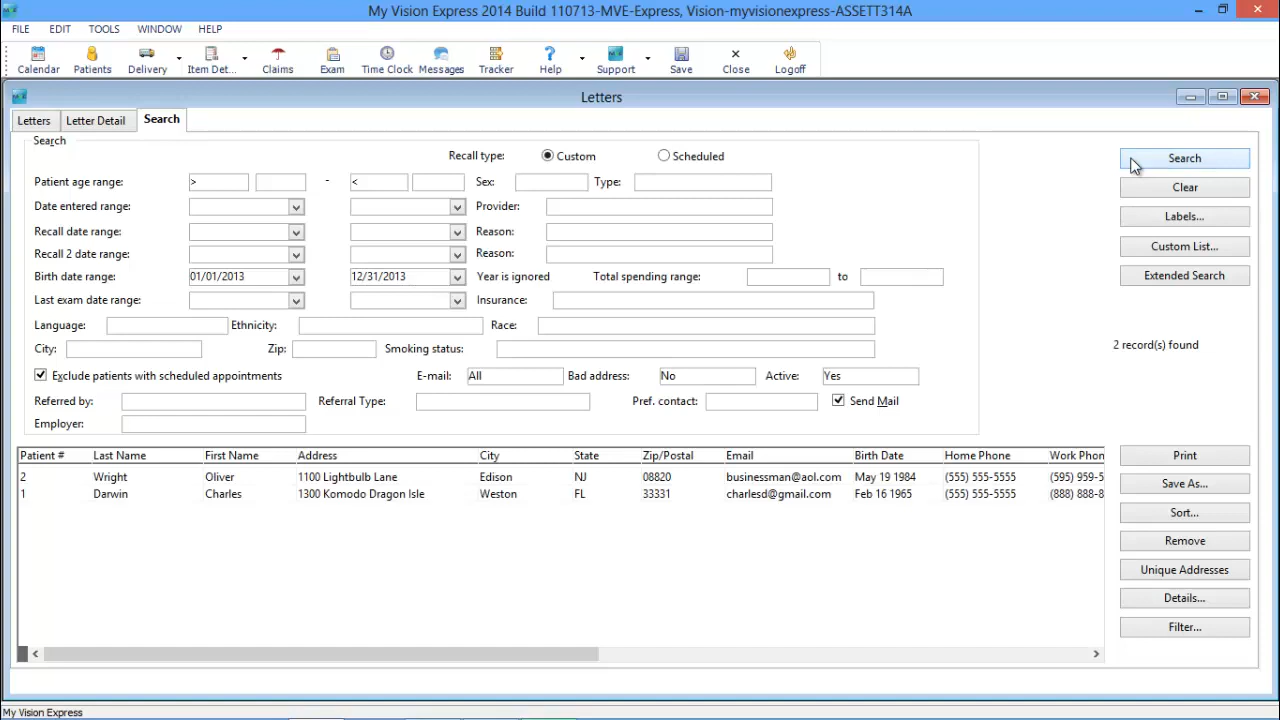 My Vision Express 2014 Build 110713-MVE-Express, Vision-myvisionexpress-ASSETT314A
FILE EDIT TOOLS WINDOW HELP
Calendar Patients Delivery Item Det... Claims Exam Time Clock Messages Tracker Help Support Save Close Logoff
Letters
Letters Letter Detail Search
Search
Recall type: Custom Scheduled
Search
Patient age range: > - < Sex: Type:
Clear
Date entered range: Provider:
Labels...
Recall date range: Reason:
Custom List...
Recall 2 date range: Reason:
Birth date range: 01/01/2013 12/31/2013 Year is ignored Total spending range: to
Extended Search
Last exam date range: Insurance:
Language: Ethnicity: Race:
City: Zip: Smoking status:
2 record(s) found
Exclude patients with scheduled appointments E-mail: All Bad address: No Active: Yes
Referred by: Referral Type: Pref. contact: Send Mail
Employer:
Patient # Last Name First Name Address City State Zip/Postal Email Birth Date Home Phone Work Phon
Print
2 Wright Oliver 1100 Lightbulb Lane Edison NJ 08820 businessman@aol.com May 19 1984 (555) 555-5555 (595) 959-5
Save As...
1 Darwin Charles 1300 Komodo Dragon Isle Weston FL 33331 charlesd@gmail.com Feb 16 1965 (555) 555-5555 (888) 888-8
Sort...
Remove
Unique Addresses
Details...
Filter...
My Vision Express